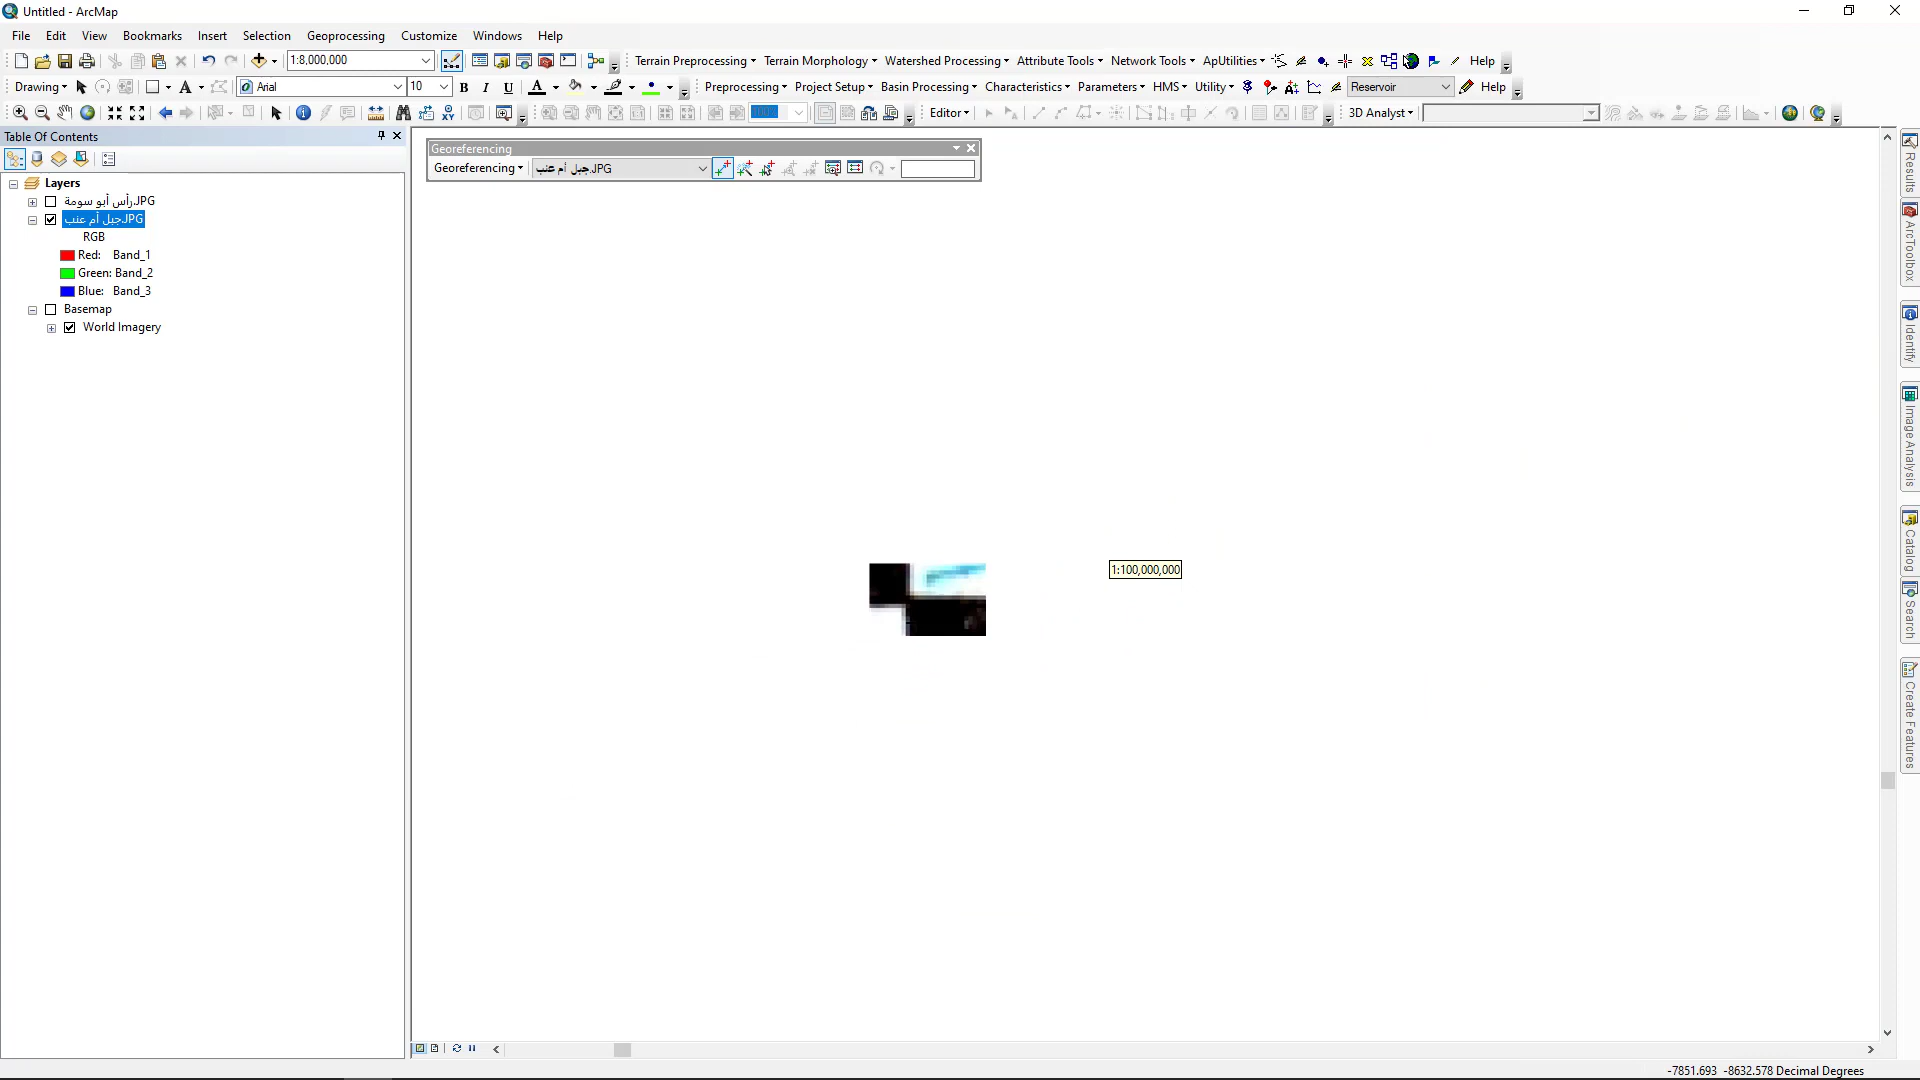 Untitled - ArcMap
File Edit View Bookmarks Insert Selection Geoprocessing Customize Windows Help
1:8,000,000 Terrain Preprocessing Terrain Morphology Watershed Processing Attribute Tools Network Tools ApUtilities Help
Drawing Arial 10 B I U A Preprocessing Project Setup Basin Processing Characteristics Parameters HMS Utility Reservoir Help
Editor 3D Analyst
Table Of Contents
Georeferencing
Georeferencing جبل أم عنب.JPG
Layers
رأس أبو سومة.JPG
جبل أم عنب.JPG
RGB
Red: Band_1
Green: Band_2
Blue: Band_3
Basemap
World Imagery
1:100,000,000
Results
ArcToolbox
Identify
Image Analysis
Catalog
Search
Create Features
-7851.693 -8632.578 Decimal Degrees